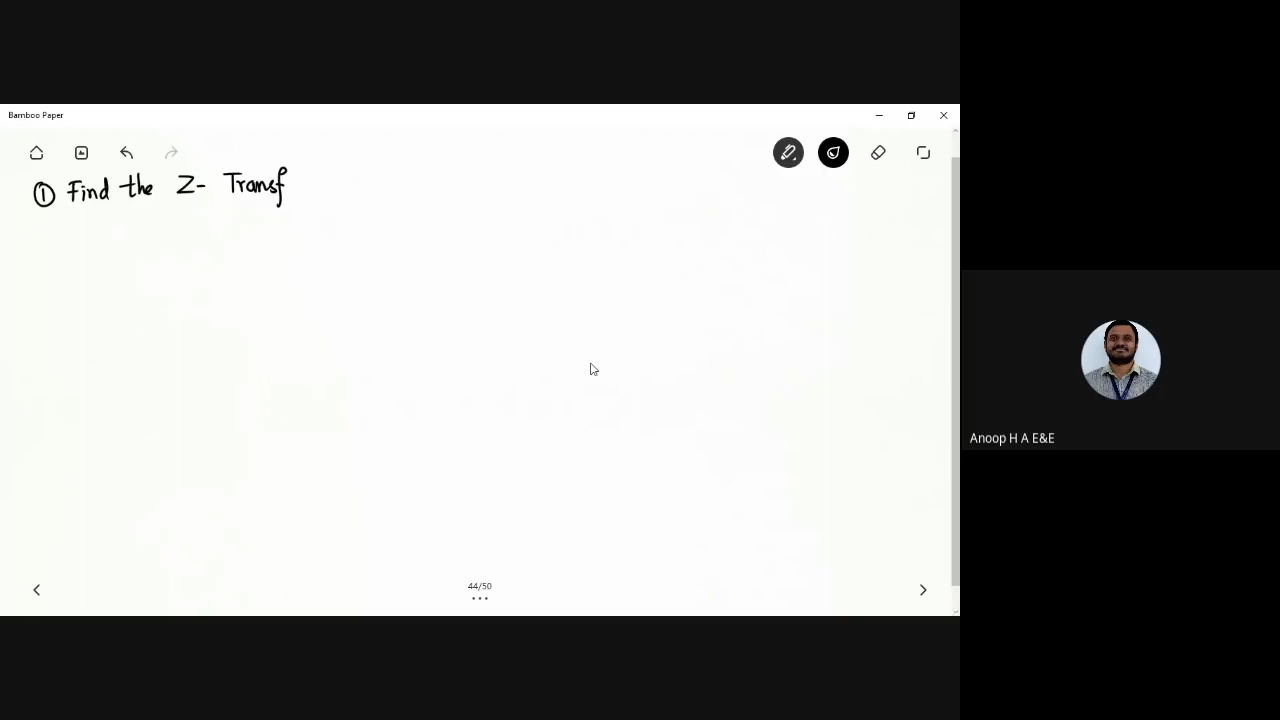 Bamboo Paper
① Find the Z- Transf
44/50
Anoop H A E&E